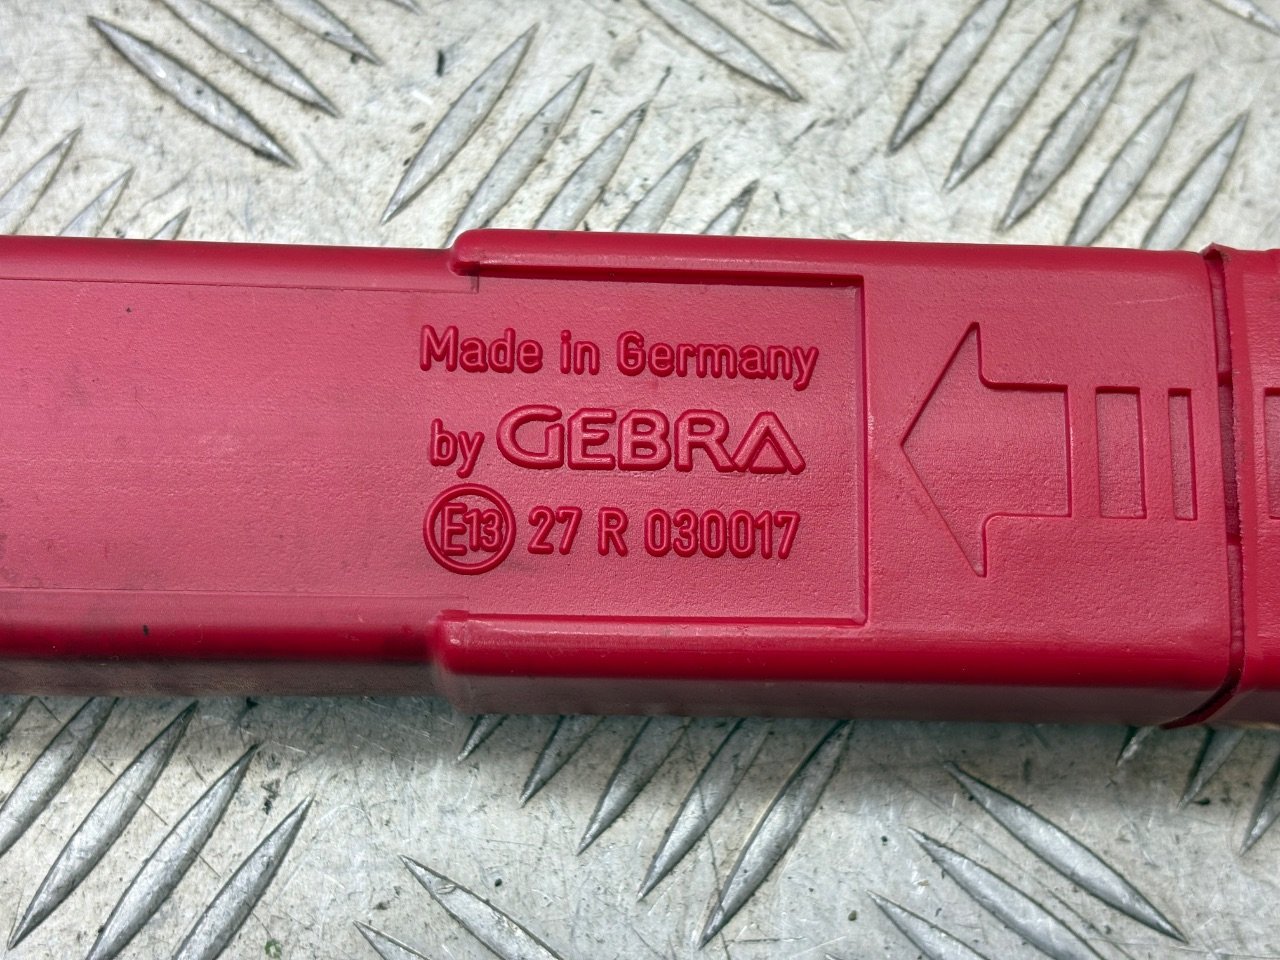 Made in Germany
by GEBRA
E13 27 R 030017